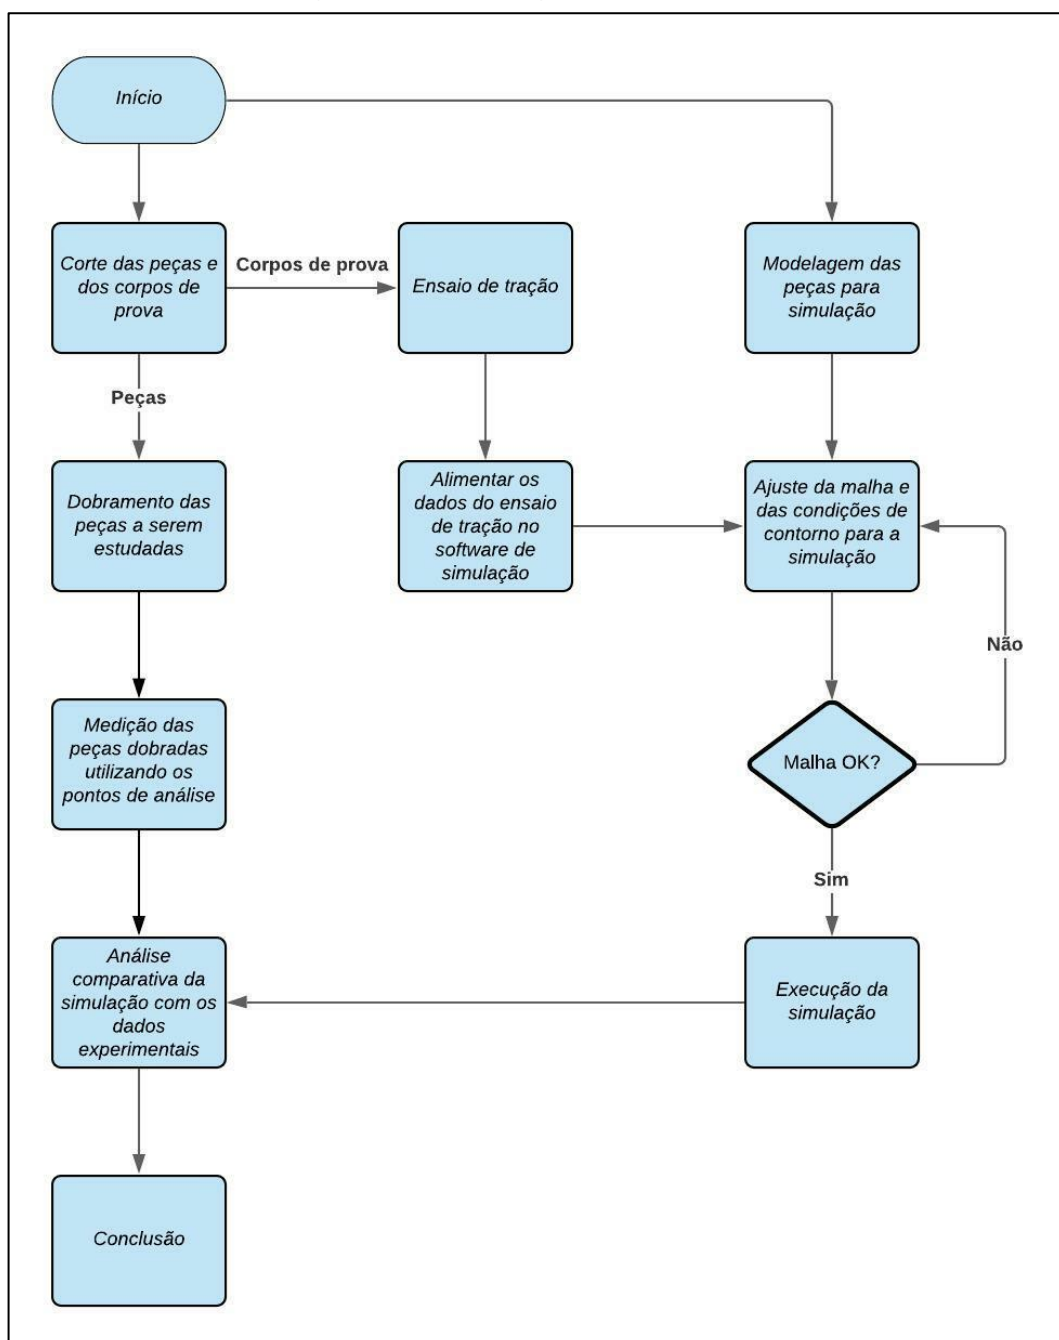 Início
Corte das peças e
dos corpos de
prova
Corpos de prova
Ensaio de tração
Modelagem das
peças para
simulação
Peças
Dobramento das
peças a serem
estudadas
Alimentar os
dados do ensaio
de tração no
software de
simulação
Ajuste da malha e
das condições de
contorno para a
simulação
Não
Medição das
peças dobradas
utilizando os
pontos de análise
Malha OK?
Sim
Análise
comparativa da
simulação com os
dados
experimentais
Execução da
simulação
Conclusão